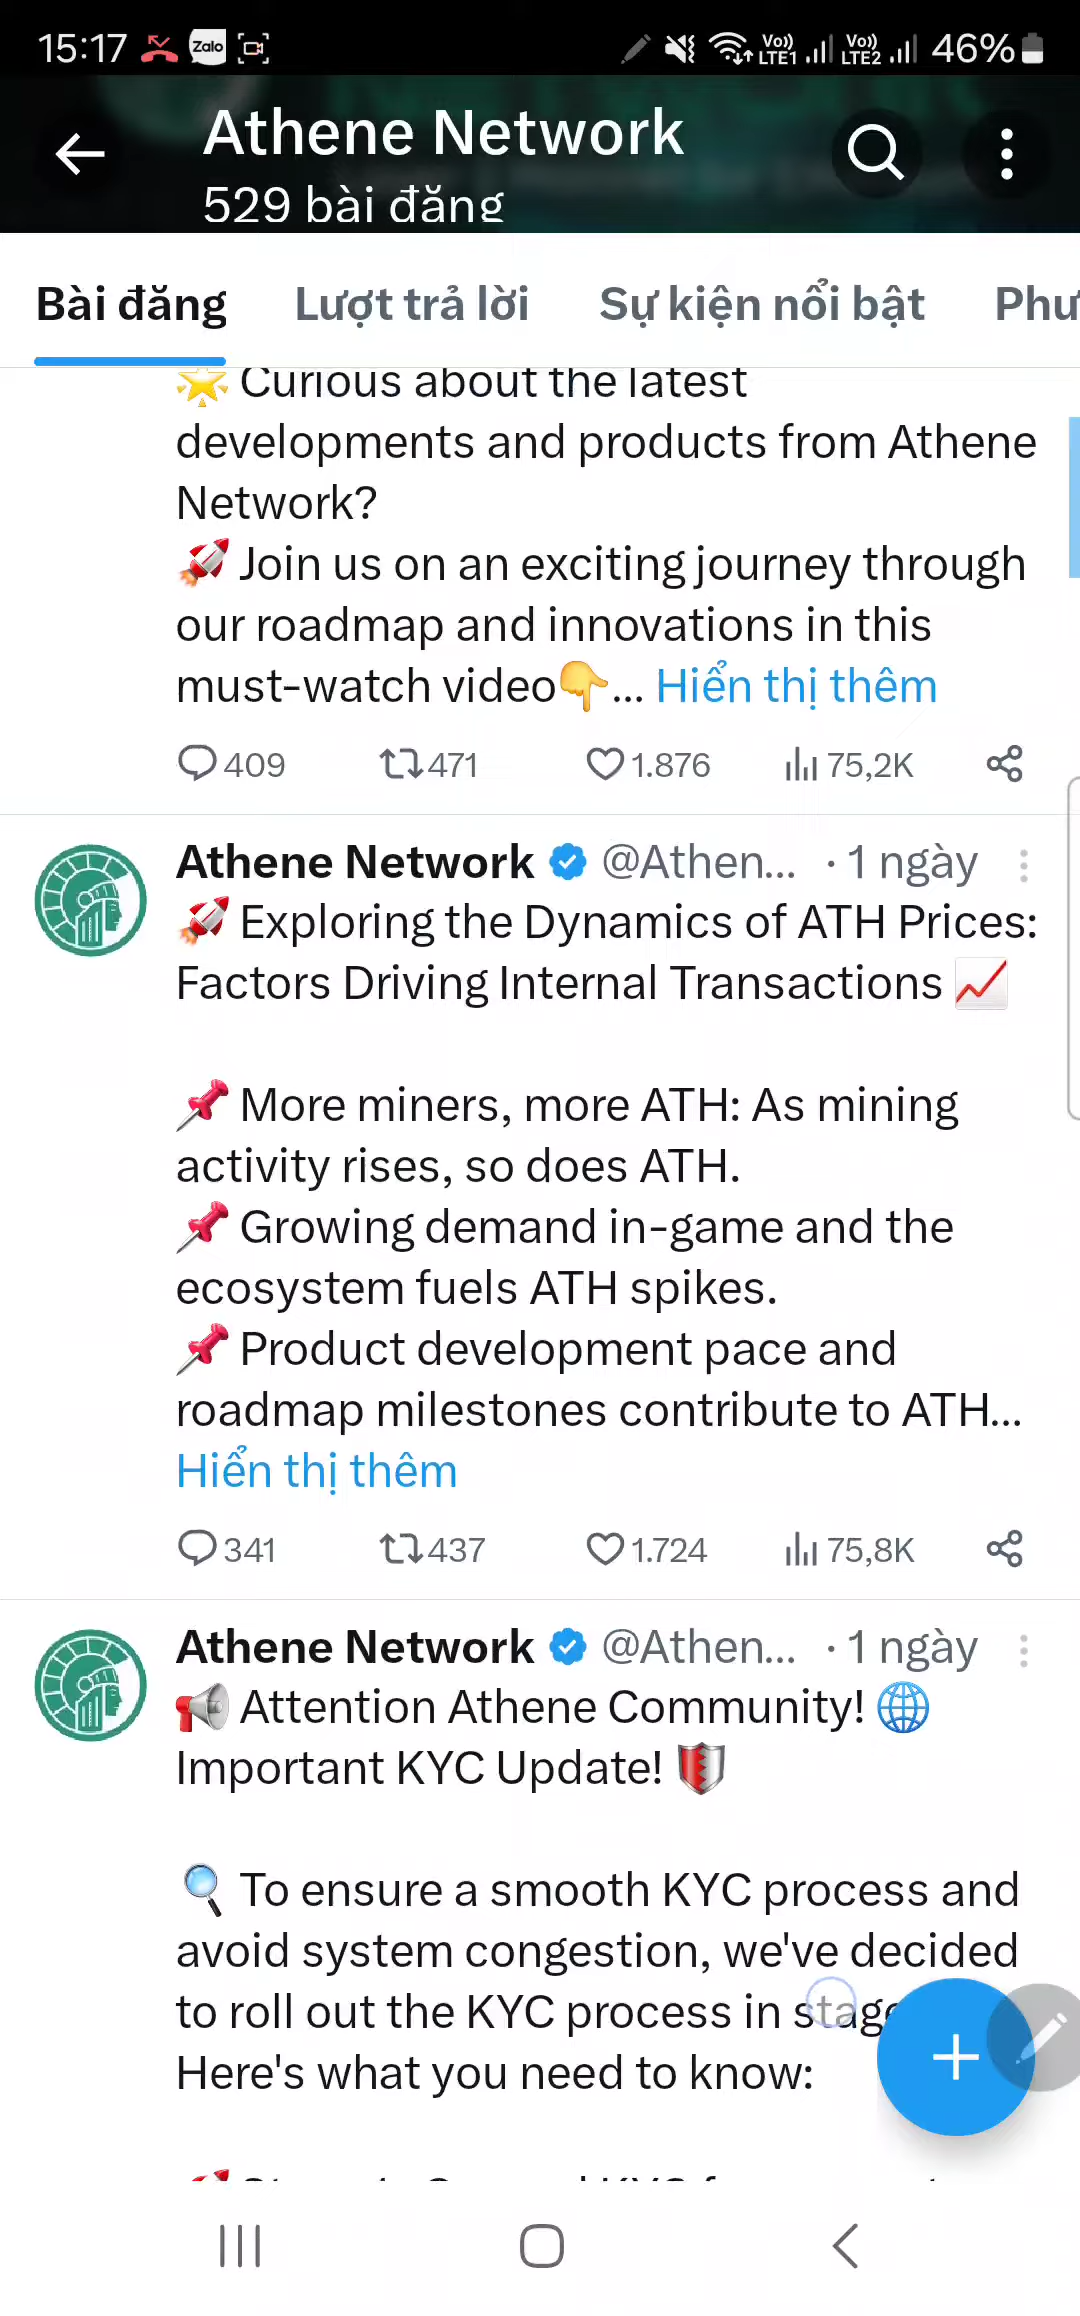 15:17 Zalo Vo)) LTE1 Vo)) LTE2 46%
Athene Network
529 bài đăng
Bài đăng Lượt trả lời Sự kiện nổi bật Phư
🌟 Curious about the latest
developments and products from Athene
Network?
🚀 Join us on an exciting journey through
our roadmap and innovations in this
must-watch video👇... Hiển thị thêm
409 471 1.876 75,2K
Athene Network @Athen... · 1 ngày
🚀 Exploring the Dynamics of ATH Prices:
Factors Driving Internal Transactions 📈
📌 More miners, more ATH: As mining
activity rises, so does ATH.
📌 Growing demand in-game and the
ecosystem fuels ATH spikes.
📌 Product development pace and
roadmap milestones contribute to ATH...
Hiển thị thêm
341 437 1.724 75,8K
Athene Network @Athen... · 1 ngày
📢 Attention Athene Community! 🌐
Important KYC Update! 🛡
🔍 To ensure a smooth KYC process and
avoid system congestion, we've decided
to roll out the KYC process in stage
Here's what you need to know: